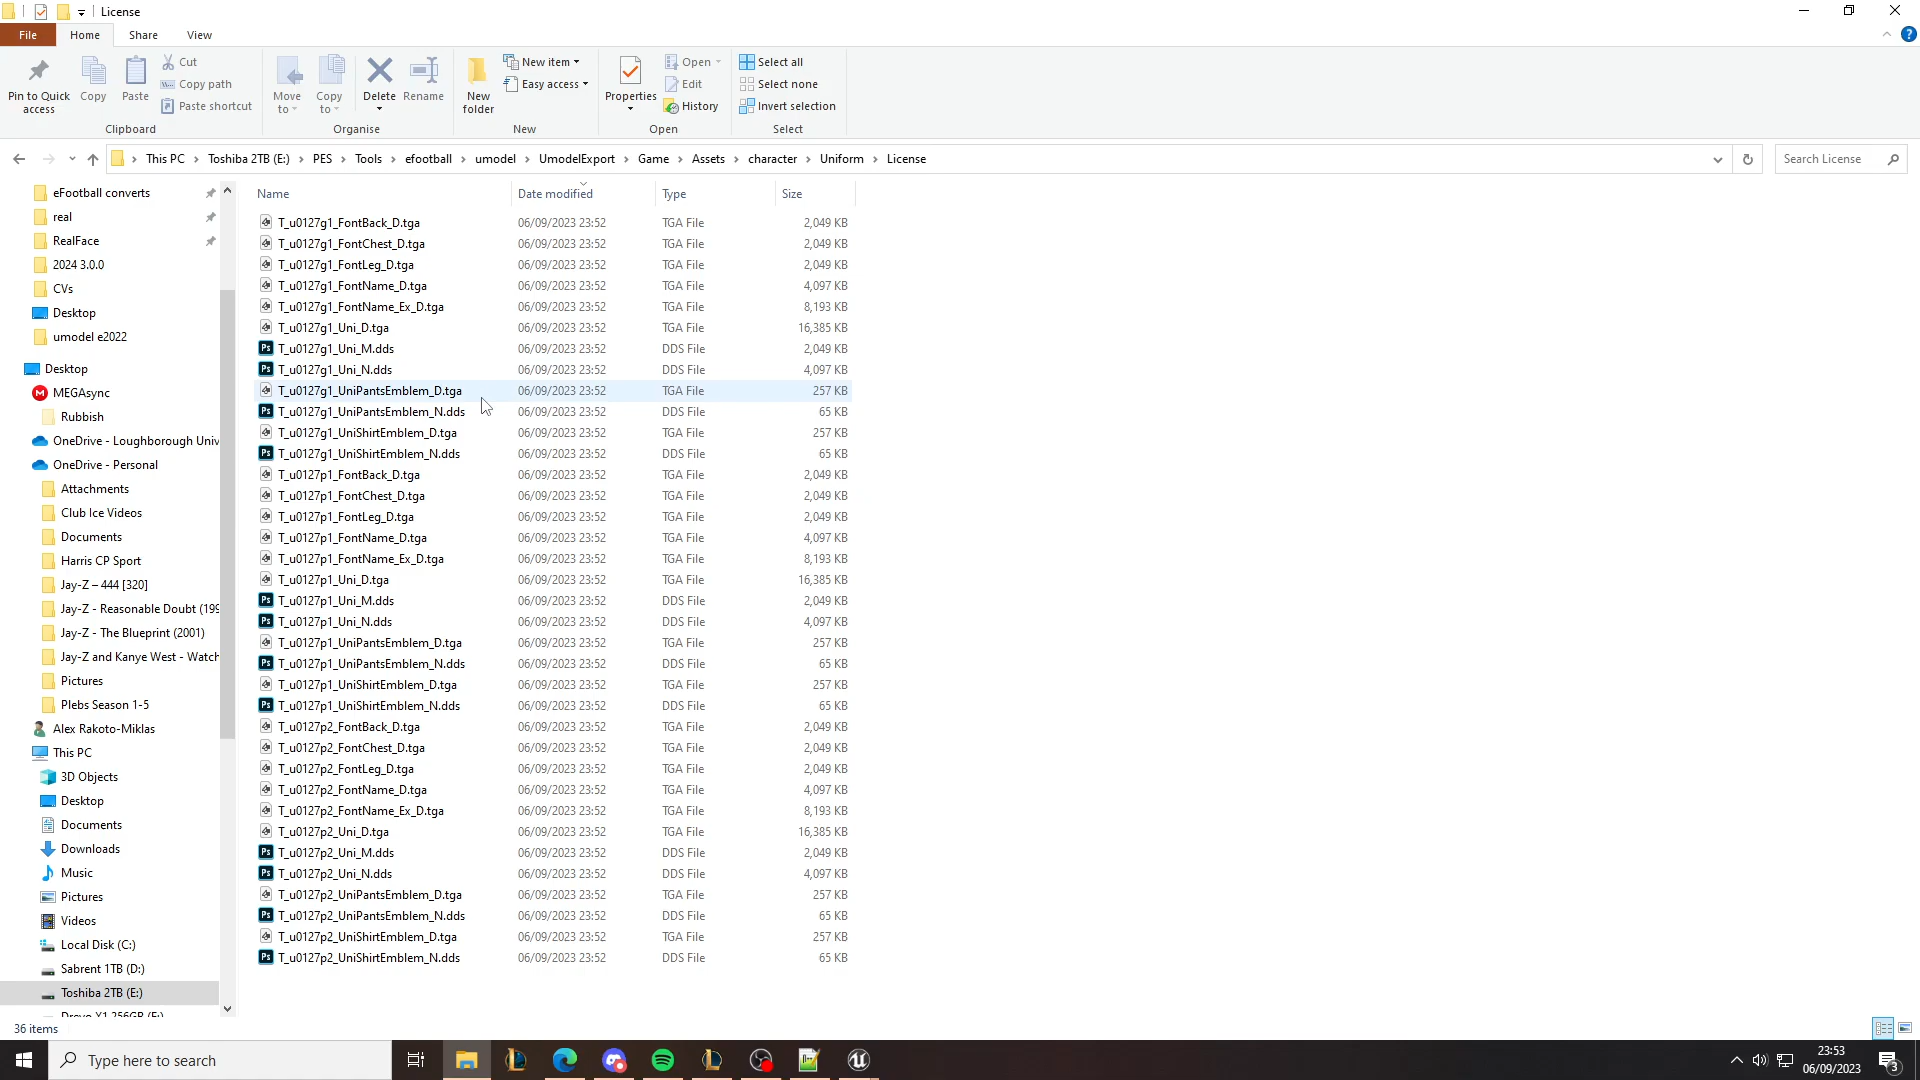 License
File Home Share View
Pin to Quick access
Copy
Paste
Cut
Copy path
Paste shortcut
Clipboard
Move to
Copy to
Delete
Rename
Organise
New folder
New item
Easy access
New
Properties
Open
Edit
History
Open
Select all
Select none
Invert selection
Select
This PC > Toshiba 2TB (E:) > PES > Tools > efootball > umodel > UmodelExport > Game > Assets > character > Uniform > License
Search License
eFootball converts
real
RealFace
2024 3.0.0
CVs
Desktop
umodel e2022
Desktop
MEGAsync
Rubbish
OneDrive - Loughborough Univ
OneDrive - Personal
Attachments
Club Ice Videos
Documents
Harris CP Sport
Jay-Z – 444 [320]
Jay-Z - Reasonable Doubt (199
Jay-Z - The Blueprint (2001)
Jay-Z and Kanye West - Watch
Pictures
Plebs Season 1-5
Alex Rakoto-Miklas
This PC
3D Objects
Desktop
Documents
Downloads
Music
Pictures
Videos
Local Disk (C:)
Sabrent 1TB (D:)
Toshiba 2TB (E:)
Name Date modified Type Size
T_u0127g1_FontBack_D.tga 06/09/2023 23:52 TGA File 2,049 KB
T_u0127g1_FontChest_D.tga 06/09/2023 23:52 TGA File 2,049 KB
T_u0127g1_FontLeg_D.tga 06/09/2023 23:52 TGA File 2,049 KB
T_u0127g1_FontName_D.tga 06/09/2023 23:52 TGA File 4,097 KB
T_u0127g1_FontName_Ex_D.tga 06/09/2023 23:52 TGA File 8,193 KB
T_u0127g1_Uni_D.tga 06/09/2023 23:52 TGA File 16,385 KB
Ps T_u0127g1_Uni_M.dds 06/09/2023 23:52 DDS File 2,049 KB
Ps T_u0127g1_Uni_N.dds 06/09/2023 23:52 DDS File 4,097 KB
T_u0127g1_UniPantsEmblem_D.tga 06/09/2023 23:52 TGA File 257 KB
Ps T_u0127g1_UniPantsEmblem_N.dds 06/09/2023 23:52 DDS File 65 KB
T_u0127g1_UniShirtEmblem_D.tga 06/09/2023 23:52 TGA File 257 KB
Ps T_u0127g1_UniShirtEmblem_N.dds 06/09/2023 23:52 DDS File 65 KB
T_u0127p1_FontBack_D.tga 06/09/2023 23:52 TGA File 2,049 KB
T_u0127p1_FontChest_D.tga 06/09/2023 23:52 TGA File 2,049 KB
T_u0127p1_FontLeg_D.tga 06/09/2023 23:52 TGA File 2,049 KB
T_u0127p1_FontName_D.tga 06/09/2023 23:52 TGA File 4,097 KB
T_u0127p1_FontName_Ex_D.tga 06/09/2023 23:52 TGA File 8,193 KB
T_u0127p1_Uni_D.tga 06/09/2023 23:52 TGA File 16,385 KB
Ps T_u0127p1_Uni_M.dds 06/09/2023 23:52 DDS File 2,049 KB
Ps T_u0127p1_Uni_N.dds 06/09/2023 23:52 DDS File 4,097 KB
T_u0127p1_UniPantsEmblem_D.tga 06/09/2023 23:52 TGA File 257 KB
Ps T_u0127p1_UniPantsEmblem_N.dds 06/09/2023 23:52 DDS File 65 KB
T_u0127p1_UniShirtEmblem_D.tga 06/09/2023 23:52 TGA File 257 KB
Ps T_u0127p1_UniShirtEmblem_N.dds 06/09/2023 23:52 DDS File 65 KB
T_u0127p2_FontBack_D.tga 06/09/2023 23:52 TGA File 2,049 KB
T_u0127p2_FontChest_D.tga 06/09/2023 23:52 TGA File 2,049 KB
T_u0127p2_FontLeg_D.tga 06/09/2023 23:52 TGA File 2,049 KB
T_u0127p2_FontName_D.tga 06/09/2023 23:52 TGA File 4,097 KB
T_u0127p2_FontName_Ex_D.tga 06/09/2023 23:52 TGA File 8,193 KB
T_u0127p2_Uni_D.tga 06/09/2023 23:52 TGA File 16,385 KB
Ps T_u0127p2_Uni_M.dds 06/09/2023 23:52 DDS File 2,049 KB
Ps T_u0127p2_Uni_N.dds 06/09/2023 23:52 DDS File 4,097 KB
T_u0127p2_UniPantsEmblem_D.tga 06/09/2023 23:52 TGA File 257 KB
Ps T_u0127p2_UniPantsEmblem_N.dds 06/09/2023 23:52 DDS File 65 KB
T_u0127p2_UniShirtEmblem_D.tga 06/09/2023 23:52 TGA File 257 KB
Ps T_u0127p2_UniShirtEmblem_N.dds 06/09/2023 23:52 DDS File 65 KB
36 items
Type here to search
23:53
06/09/2023
3